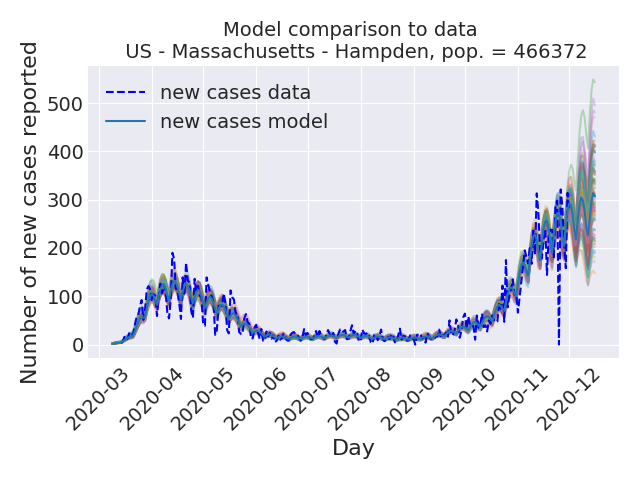 Model comparison to data
US - Massachusetts - Hampden, pop. = 466372
new cases data
new cases model
Number of new cases reported
500
400
300
200
100
0
2020-03
2020-04
2020-05
2020-06
2020-07
2020-08
2020-09
2020-10
2020-11
2020-12
Day